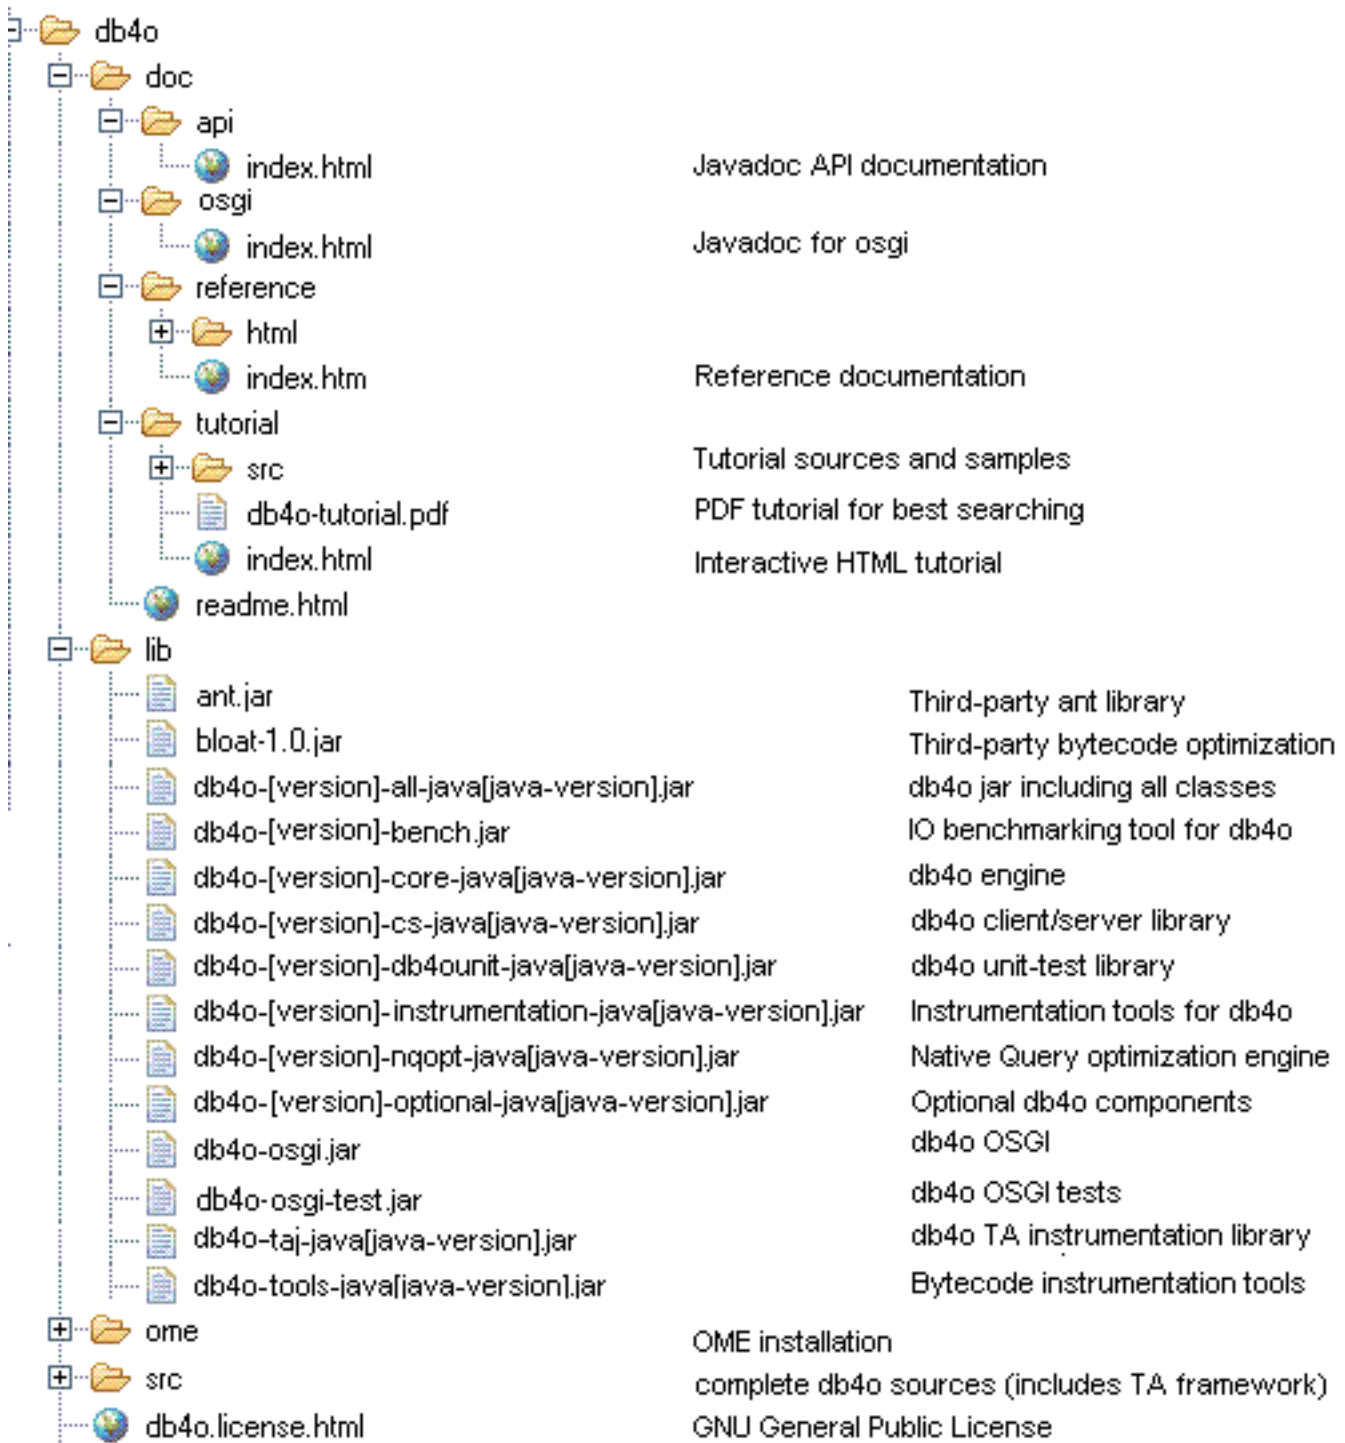 db4o
doc
api
index.html Javadoc API documentation
osgi
index.html Javadoc for osgi
reference
html
index.htm Reference documentation
tutorial
src Tutorial sources and samples
db4o-tutorial.pdf PDF tutorial for best searching
index.html Interactive HTML tutorial
readme.html
lib
ant.jar Third-party ant library
bloat-1.0.jar Third-party bytecode optimization
db4o-[version]-all-java[java-version].jar db4o jar including all classes
db4o-[version]-bench.jar IO benchmarking tool for db4o
db4o-[version]-core-java[java-version].jar db4o engine
db4o-[version]-cs-java[java-version].jar db4o client/server library
db4o-[version]-db4ounit-java[java-version].jar db4o unit-test library
db4o-[version]-instrumentation-java[java-version].jar Instrumentation tools for db4o
db4o-[version]-nqopt-java[java-version].jar Native Query optimization engine
db4o-[version]-optional-java[java-version].jar Optional db4o components
db4o-osgi.jar db4o OSGI
db4o-osgi-test.jar db4o OSGI tests
db4o-taj-java[java-version].jar db4o TA instrumentation library
db4o-tools-java[java-version].jar Bytecode instrumentation tools
ome OME installation
src complete db4o sources (includes TA framework)
db4o.license.html GNU General Public License